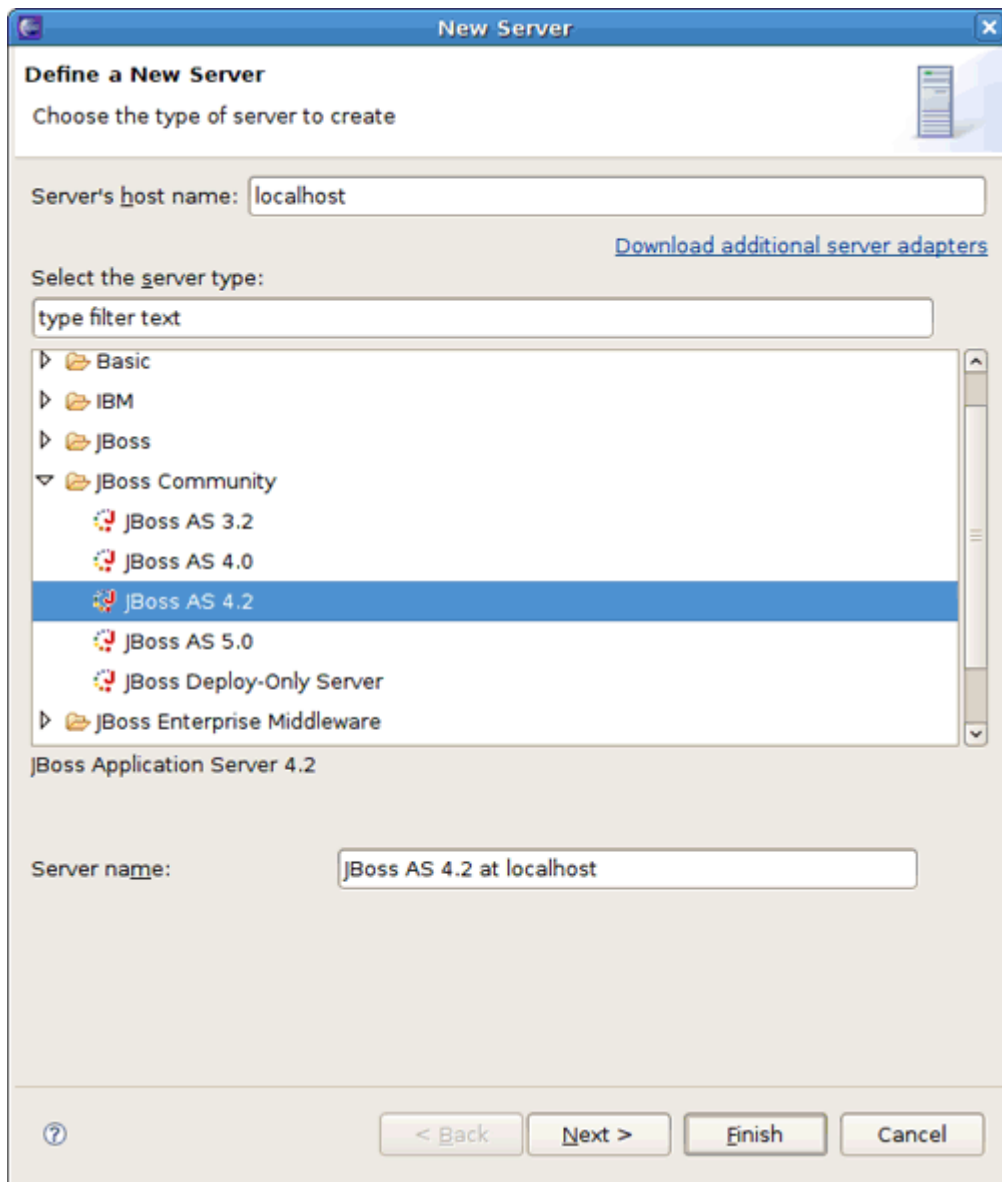 New Server
Define a New Server
Choose the type of server to create
Server's host name: localhost
Download additional server adapters
Select the server type:
type filter text
Basic
IBM
JBoss
JBoss Community
JBoss AS 3.2
JBoss AS 4.0
JBoss AS 4.2
JBoss AS 5.0
JBoss Deploy-Only Server
JBoss Enterprise Middleware
JBoss Application Server 4.2
Server name: JBoss AS 4.2 at localhost
? < Back Next > Finish Cancel